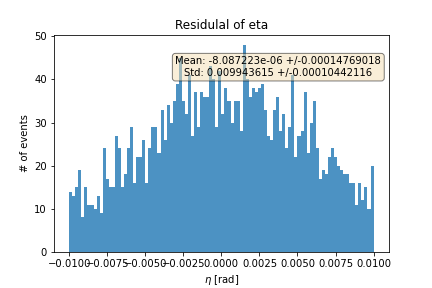 Residulal of eta
Mean: -8.087223e-06 +/-0.00014769018
Std: 0.009943615 +/-0.00010442116
# of events
50
40
30
20
10
0
−0.0100 −0.0075 −0.0050 −0.0025 0.0000 0.0025 0.0050 0.0075 0.0100
η [rad]